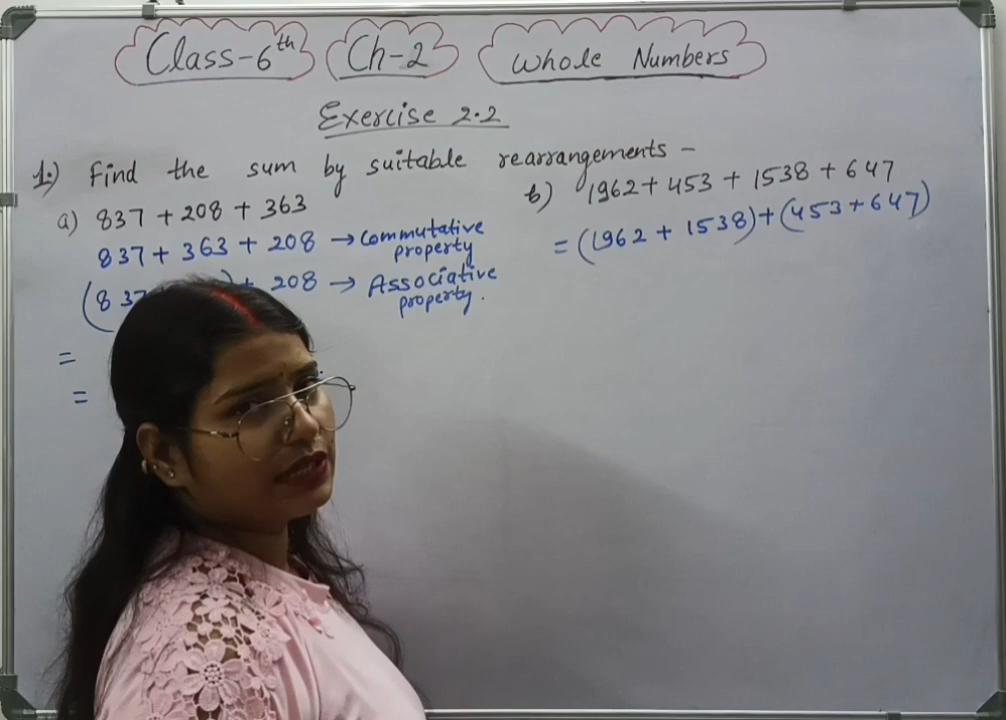 Class-6th Ch-2 Whole Numbers
Exercise 2.2
1.) Find the sum by suitable rearrangements -
a) 837 + 208 + 363
837 + 363 + 208 → Commutative property
(837 ) + 208 → Associative property.
=
=
b) 1962 + 453 + 1538 + 647
= (1962 + 1538) + (453 + 647)